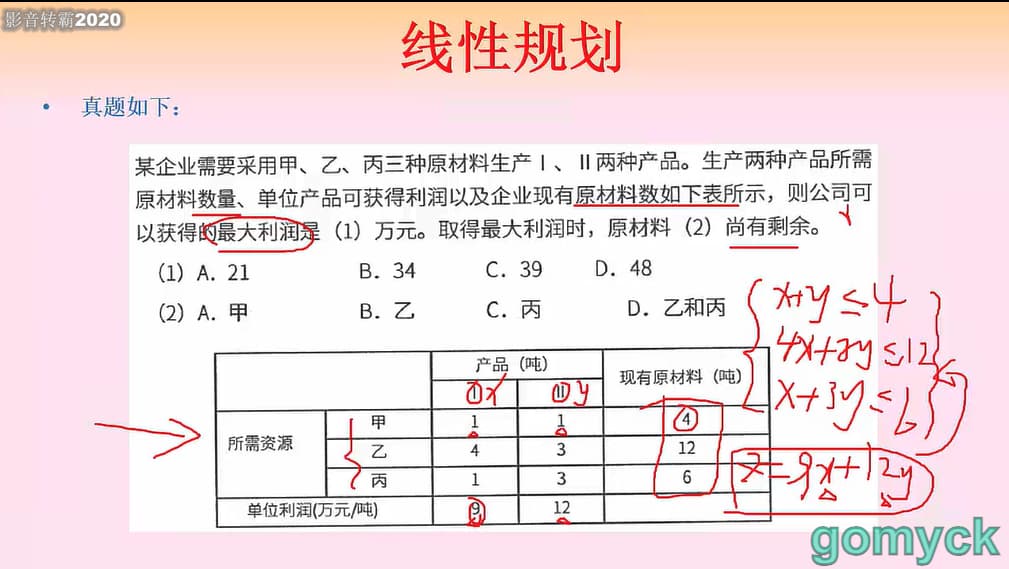 影音转霸2020
线性规划
• 真题如下：
某企业需要采用甲、乙、丙三种原材料生产Ⅰ、Ⅱ两种产品。生产两种产品所需
原材料数量、单位产品可获得利润以及企业现有原材料数如下表所示，则公司可
以获得的最大利润是（1）万元。取得最大利润时，原材料（2）尚有剩余。
（1）A．21 B．34 C．39 D．48
（2）A．甲 B．乙 C．丙 D．乙和丙
x+y≤4
4x+3y≤12
x+3y≤6
z=9x+12y
产品（吨） 现有原材料（吨）
Ⅰ x Ⅱ y
所需资源 甲 1 1 4
乙 4 3 12
丙 1 3 6
单位利润(万元/吨) 9 12
gomyck